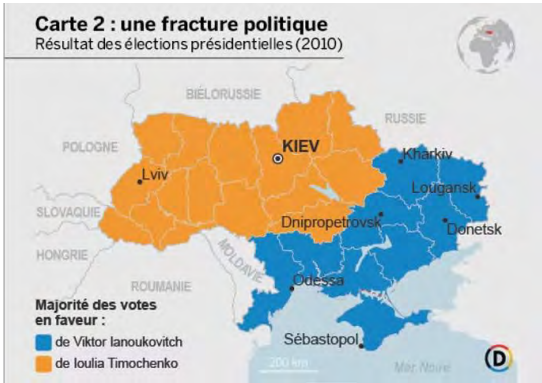 Carte 2 : une fracture politique
Résultat des élections présidentielles (2010)
BIÉLORUSSIE
RUSSIE
POLOGNE
KIEV
Kharkiv
Lviv
Lougansk
SLOVAQUIE
Dnipropetrovsk
Donetsk
HONGRIE
MOLDAVIE
ROUMANIE
Odessa
Majorité des votes
en faveur :
de Viktor Ianoukovitch
de Ioulia Timochenko
Sébastopol
200 km
Mer Noire
D